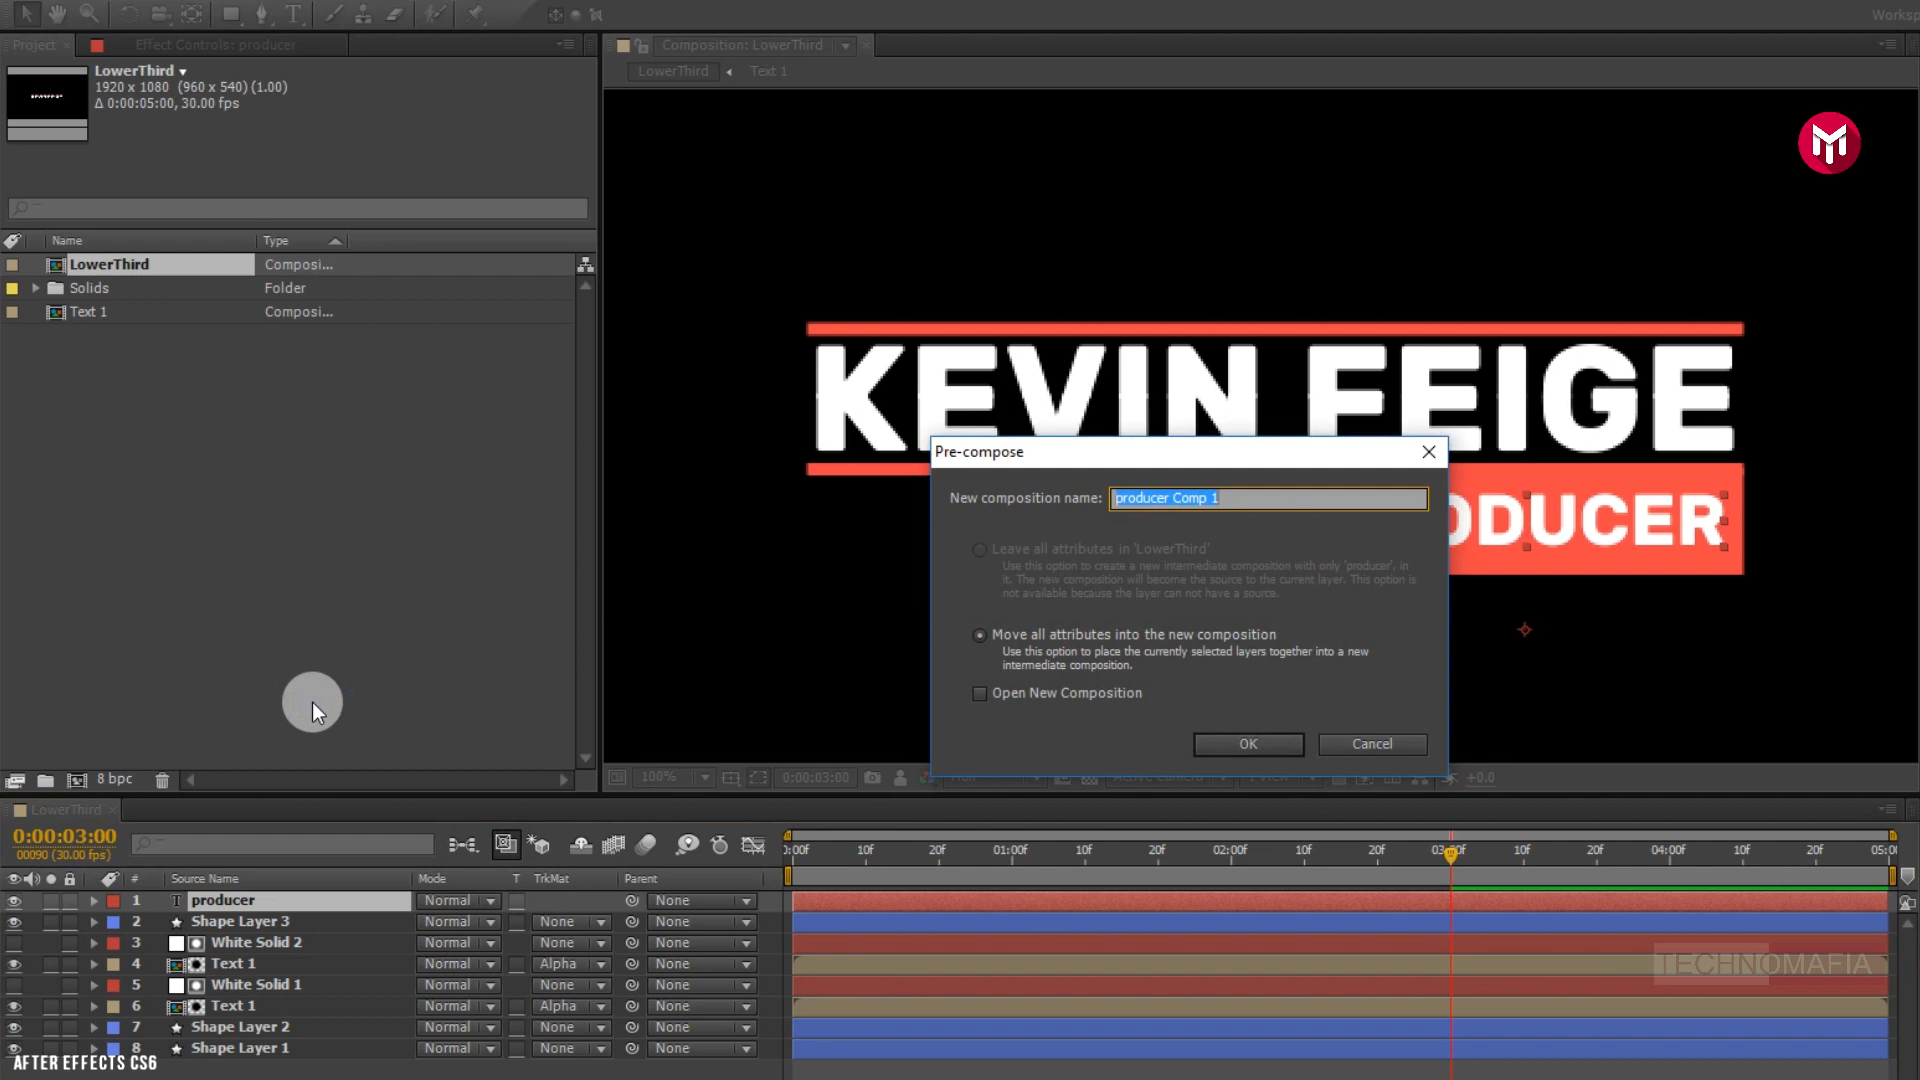 Worksp
Project
Effect Controls: producer
Composition: LowerThird
LowerThird
1920 x 1080 (960 x 540) (1.00)
Δ 0:00:05:00, 30.00 fps
LowerThird
Text 1
Name
Type
LowerThird
Composi...
Solids
Folder
Text 1
Composi...
KEVIN FEIGE
ODUCER
Pre-compose
New composition name:
producer Comp 1
Leave all attributes in 'LowerThird'
Use this option to create a new intermediate composition with only 'producer', in
it. The new composition will become the source to the current layer. This option is
not available because the layer can not have a source.
Move all attributes into the new composition
Use this option to place the currently selected layers together into a new
intermediate composition.
Open New Composition
OK
Cancel
8 bpc
100%
0:00:03:00
+0.0
LowerThird
0:00:03:00
00090 (30.00 fps)
0:00f 10f 20f 01:00f 10f 20f 02:00f 10f 20f 03:00f 10f 20f 04:00f 10f 20f 05:00
# Source Name Mode T TrkMat Parent
1 producer Normal None
2 Shape Layer 3 Normal None None
3 White Solid 2 Normal None None
4 Text 1 Normal Alpha None
5 White Solid 1 Normal None None
6 Text 1 Normal Alpha None
7 Shape Layer 2 Normal None None
8 Shape Layer 1 Normal None None
TECHNOMAFIA
AFTER EFFECTS CS6